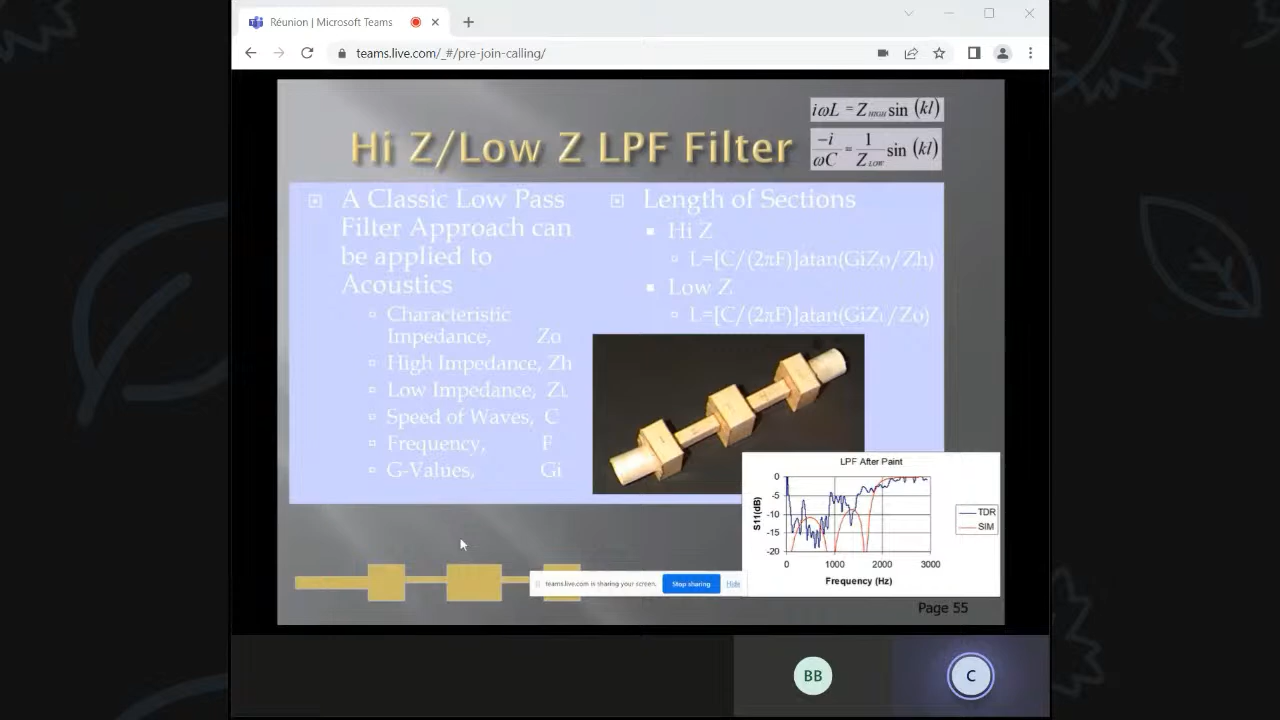 Réunion | Microsoft Teams
teams.live.com/_#/pre-join-calling/
iωL = Z HIGH sin (kl)
-i/ωC = 1/Z LOW sin (kl)
Hi Z/Low Z LPF Filter
A Classic Low Pass
Filter Approach can
be applied to
Acoustics
Characteristic
Impedance, Zo
High Impedance, Zh
Low Impedance, Zl
Speed of Waves, C
Frequency, F
G-Values, Gi
Length of Sections
Hi Z
L=[C/(2πF)]atan(GiZo/Zh)
Low Z
L=[C/(2πF)]atan(GiZl/Zo)
LPF After Paint
S11(dB)
0
-5
-10
-15
-20
0 1000 2000 3000
Frequency (Hz)
TDR
SIM
teams.live.com is sharing your screen.
Stop sharing
Hide
Page 55
BB
C